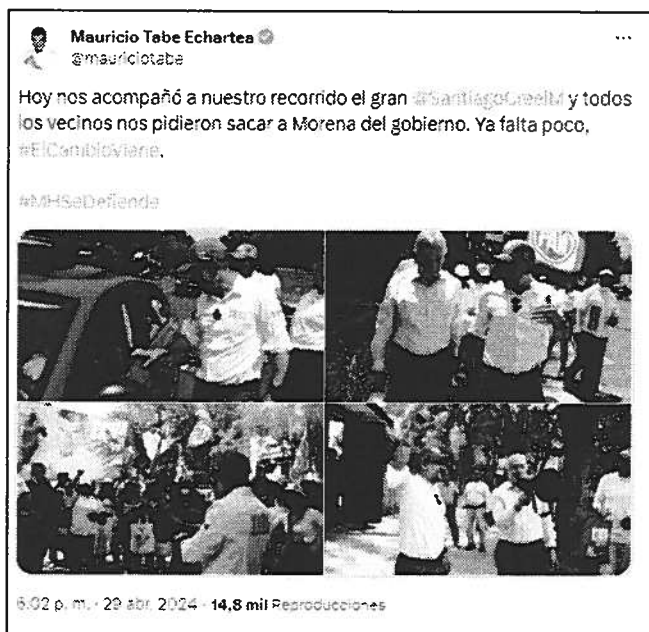 Mauricio Tabe Echartea
@mauriciotabe
Hoy nos acompañó a nuestro recorrido el gran @SantiagoCreelM y todos
los vecinos nos pidieron sacar a Morena del gobierno. Ya falta poco,
#ElCambioViene.
#MHSeDefiende
6:02 p. m. · 29 abr. 2024 · 14,8 mil Reproducciones